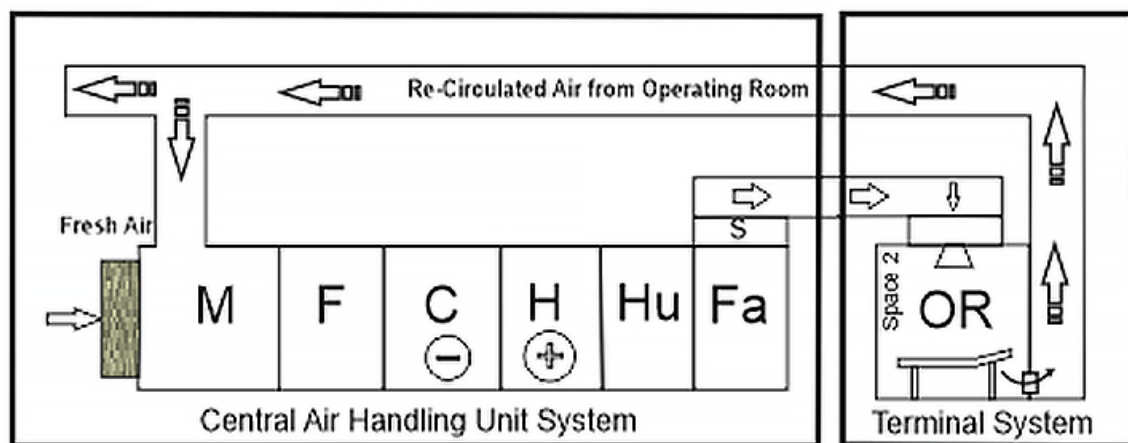 Re-Circulated Air from Operating Room
Fresh Air
S
M
F
C
H
Hu
Fa
Space 2
OR
Central Air Handling Unit System
Terminal System